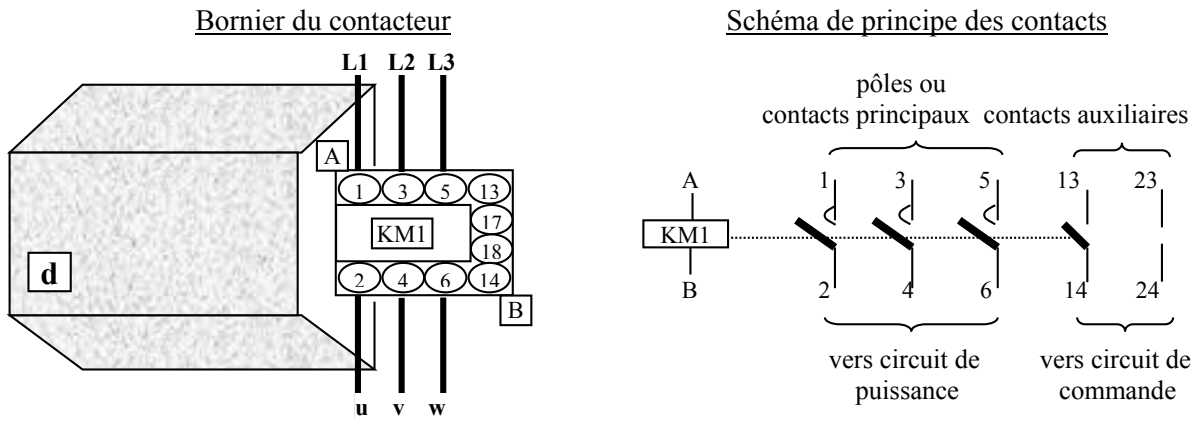 Bornier du contacteur
L1 L2 L3
A
1 3 5 13
17
KM1
18
d
2 4 6 14
B
u v w
Schéma de principe des contacts
pôles ou
contacts principaux
contacts auxiliaires
A 1 3 5 13 23
KM1
B 2 4 6 14 24
vers circuit de
puissance
vers circuit de
commande